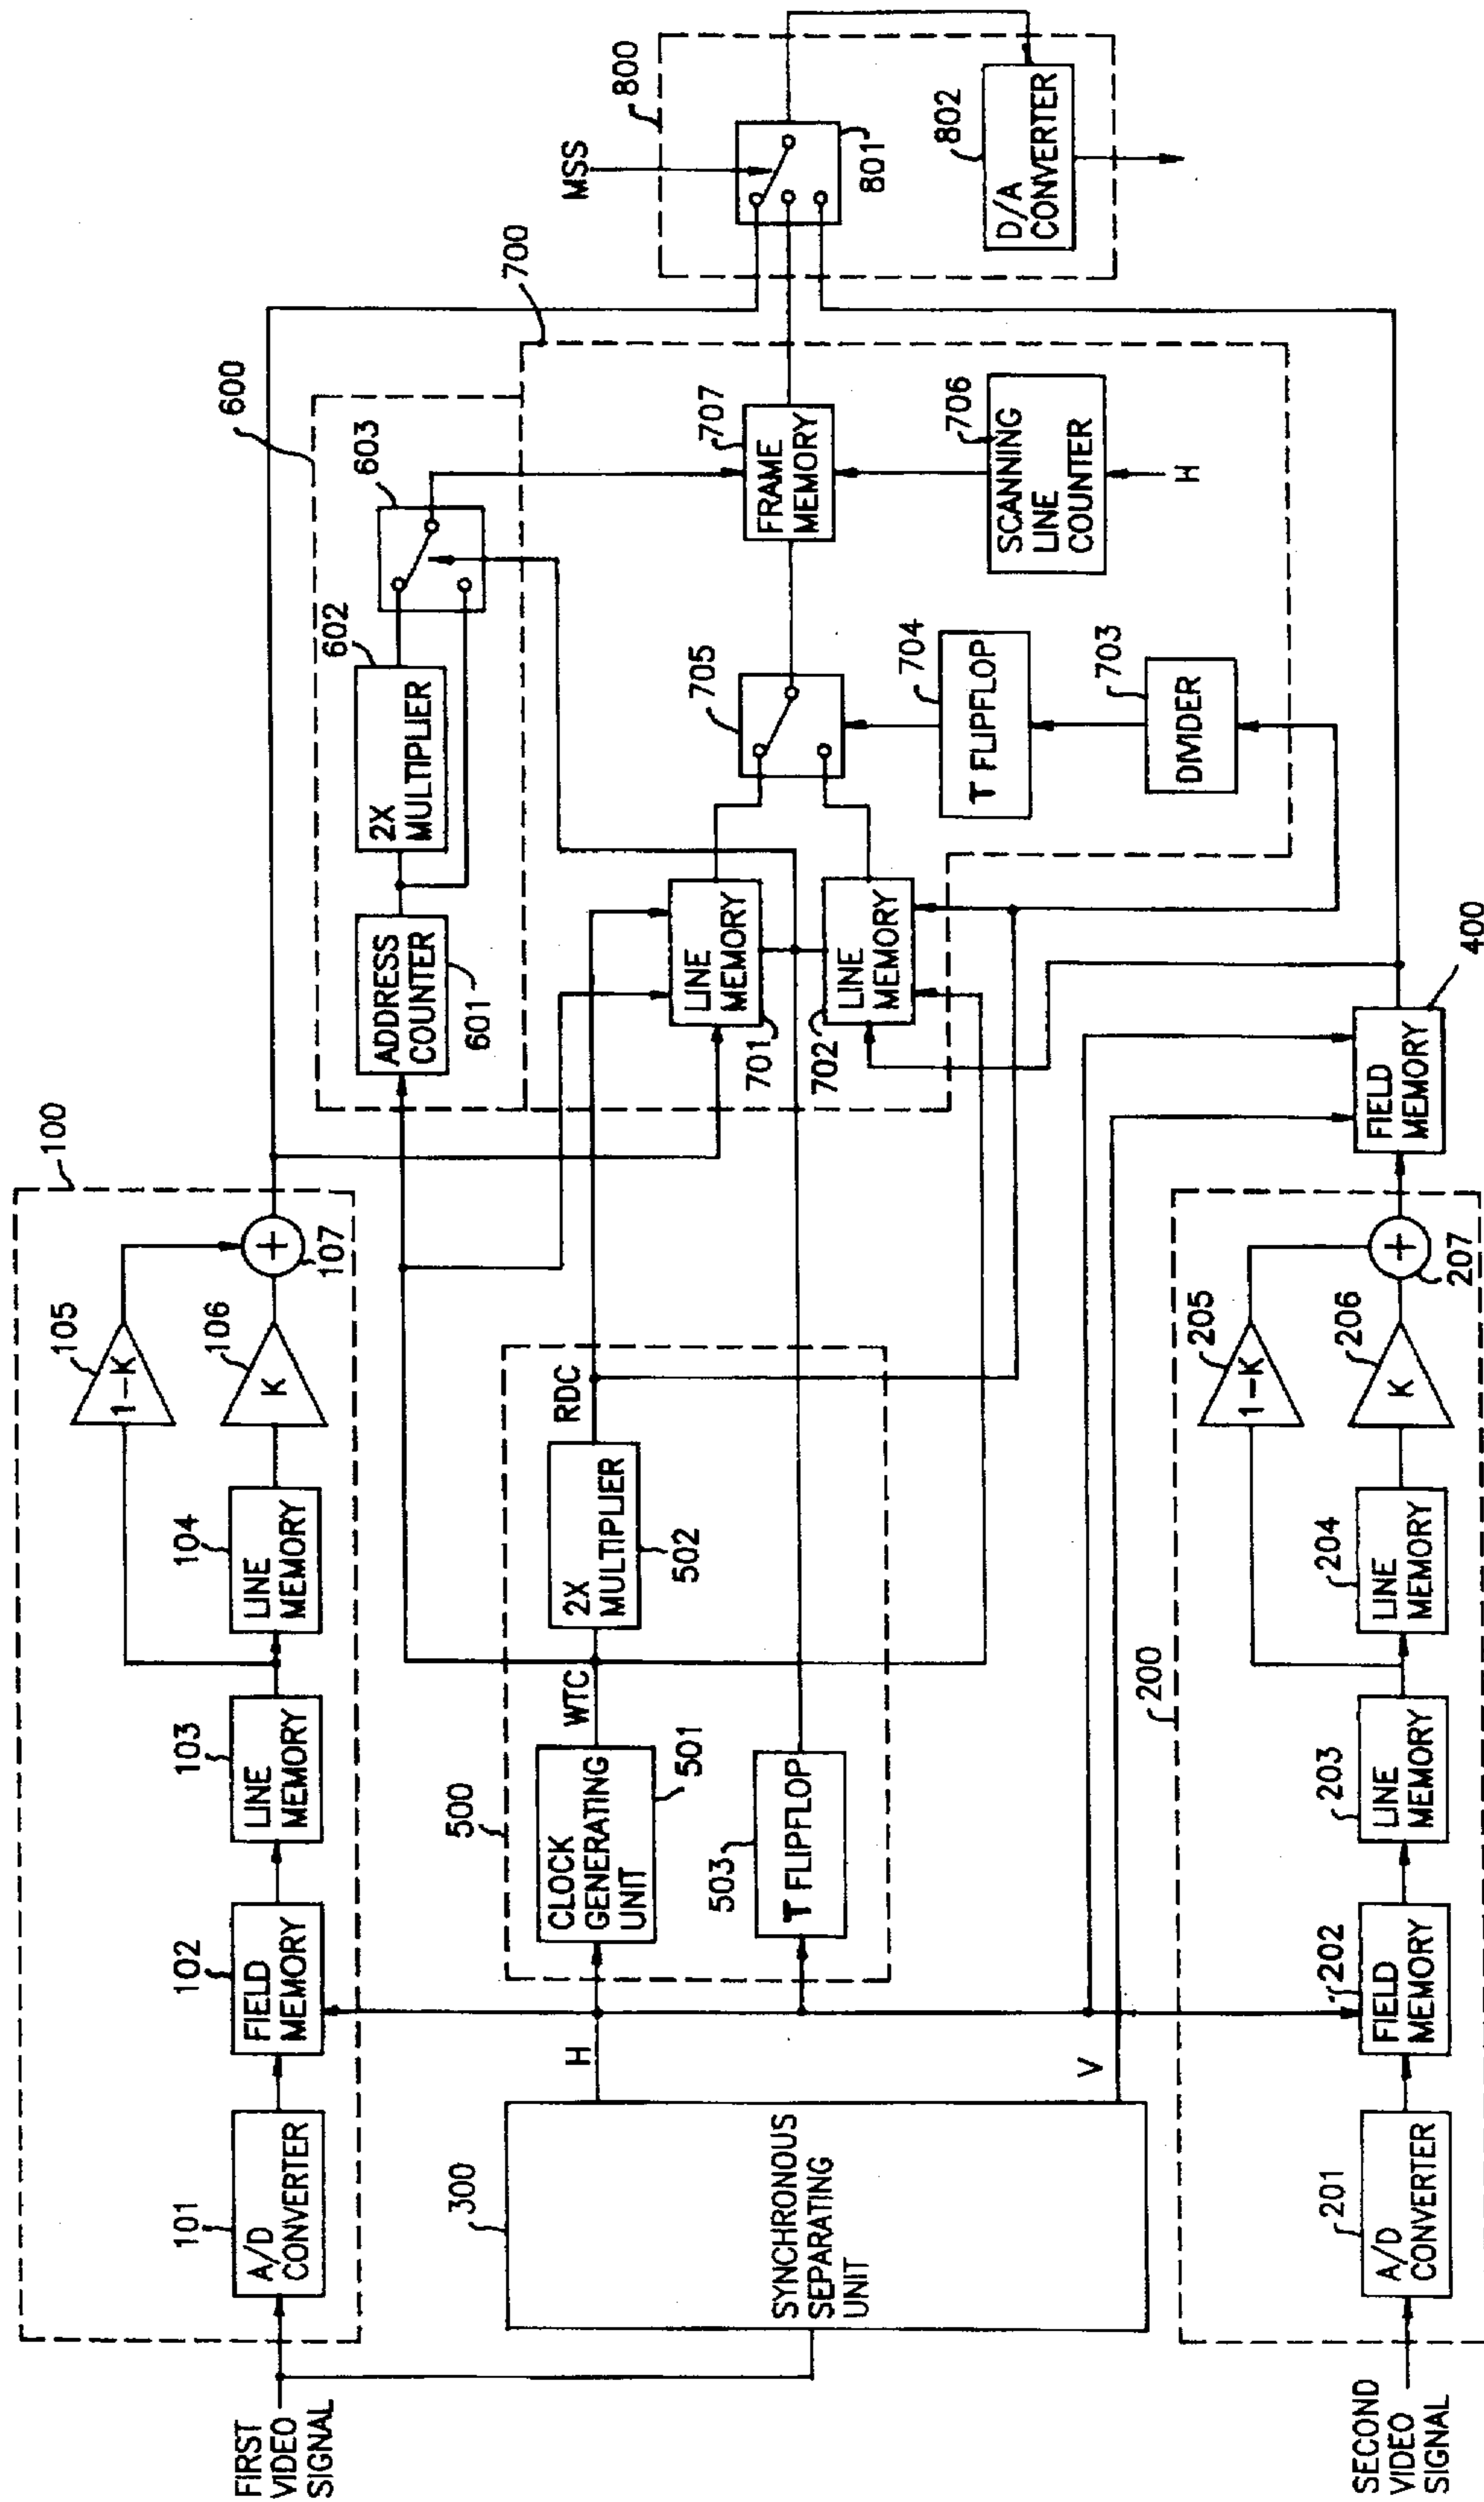 FIRST
VIDEO
SIGNAL
101
A/D
CONVERTER
102
FIELD
MEMORY
103
LINE
MEMORY
104
LINE
MEMORY
105
1-K
106
K
+
107
100
300
SYNCHRONOUS
SEPARATING
UNIT
H
V
500
CLOCK
GENERATING
UNIT
501
WTC
2X
MULTIPLIER
502
RDC
503
T FLIPFLOP
600
ADDRESS
COUNTER
601
602
2X
MULTIPLIER
603
700
LINE
MEMORY
701
702
LINE
MEMORY
705
704
T FLIPFLOP
703
DIVIDER
707
FRAME
MEMORY
706
SCANNING
LINE
COUNTER
H
MSS
800
801
802
D/A
CONVERTER
SECOND
VIDEO
SIGNAL
201
A/D
CONVERTER
202
FIELD
MEMORY
203
LINE
MEMORY
204
LINE
MEMORY
200
205
1-K
206
K
+
207
FIELD
MEMORY
400